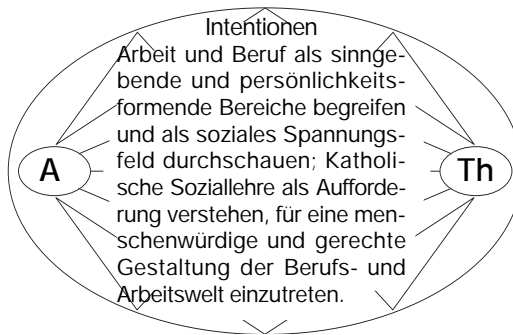 Intentionen
Arbeit und Beruf als sinnge-
bende und persönlichkeits-
formende Bereiche begreifen
und als soziales Spannungs-
feld durchschauen; Katholi-
sche Soziallehre als Aufforde-
rung verstehen, für eine men-
schenwürdige und gerechte
Gestaltung der Berufs- und
Arbeitswelt einzutreten.
A
Th